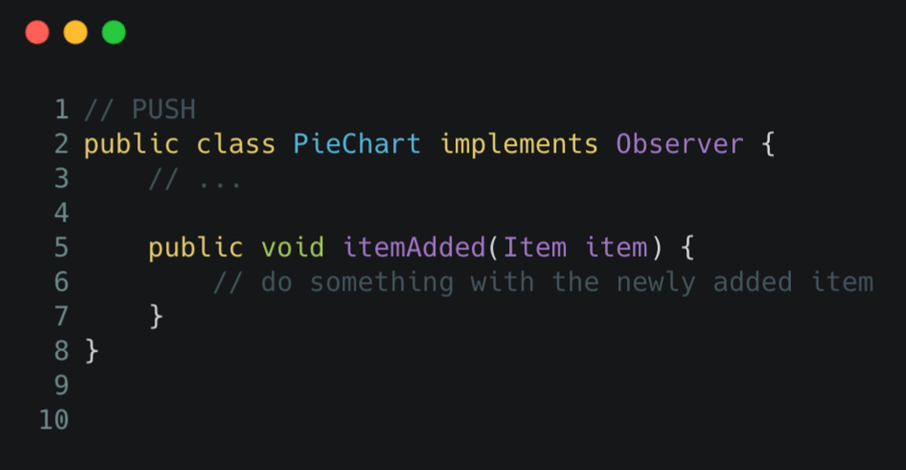 1 // PUSH
2 public class PieChart implements Observer {
3     // ...
4
5     public void itemAdded(Item item) {
6         // do something with the newly added item
7     }
8 }
9
10